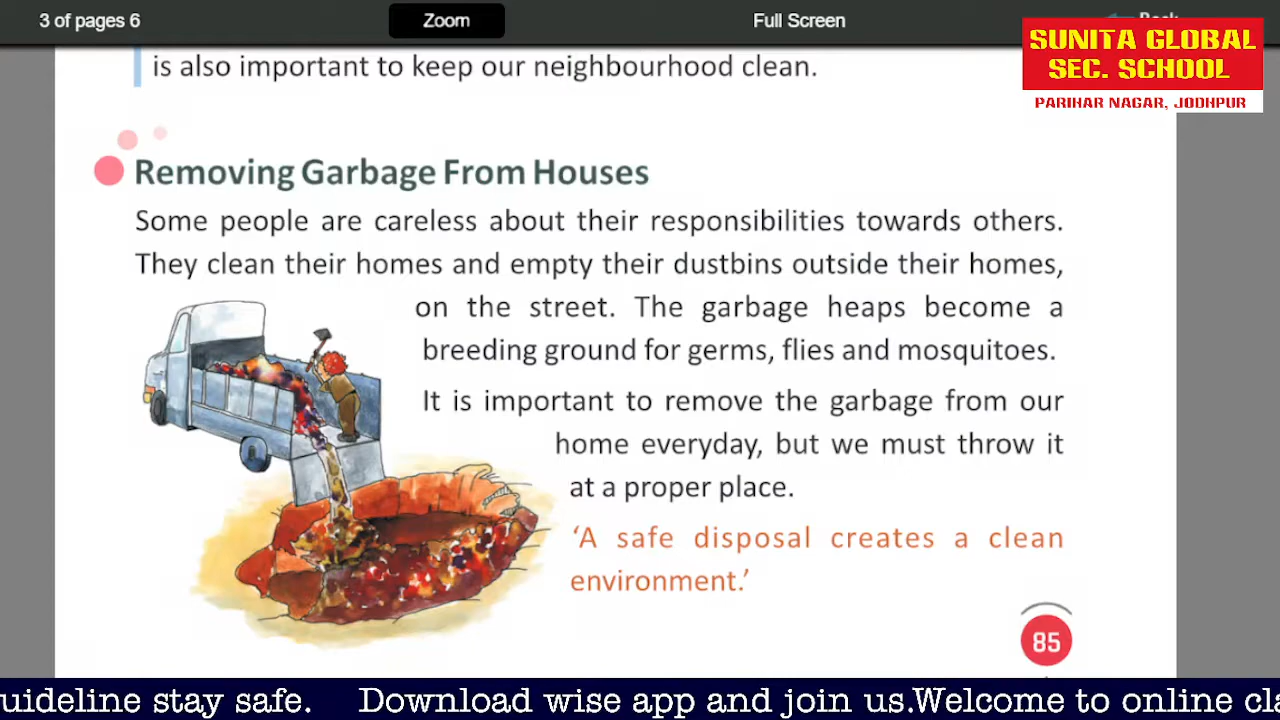 3 of pages 6
Zoom
Full Screen
SUNITA GLOBAL
SEC. SCHOOL
PARIHAR NAGAR, JODHPUR
is also important to keep our neighbourhood clean.
Removing Garbage From Houses
Some people are careless about their responsibilities towards others.
They clean their homes and empty their dustbins outside their homes,
on the street. The garbage heaps become a
breeding ground for germs, flies and mosquitoes.
It is important to remove the garbage from our
home everyday, but we must throw it
at a proper place.
‘A safe disposal creates a clean
environment.’
85
uideline stay safe. Download wise app and join us.Welcome to online cla